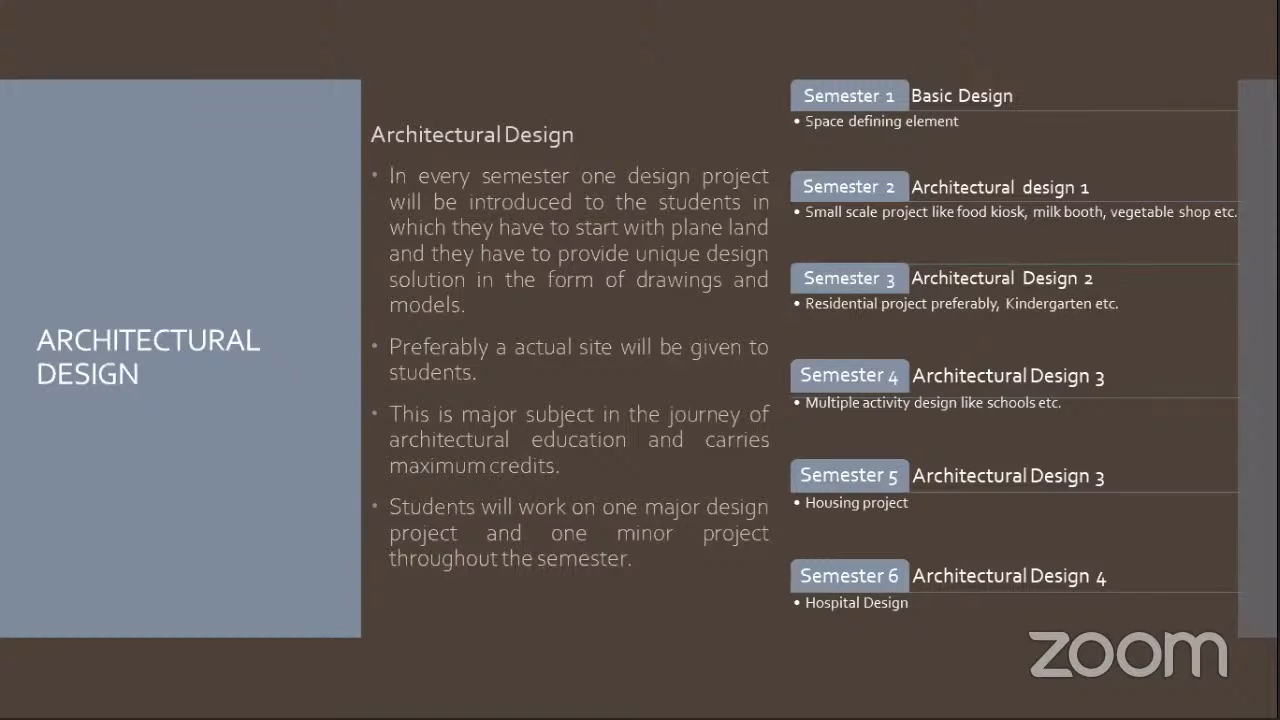 ARCHITECTURAL
DESIGN
Architectural Design
• In every semester one design project
will be introduced to the students in
which they have to start with plane land
and they have to provide unique design
solution in the form of drawings and
models.
• Preferably a actual site will be given to
students.
• This is major subject in the journey of
architectural education and carries
maximum credits.
• Students will work on one major design
project and one minor project
throughout the semester.
Semester 1 Basic Design
• Space defining element
Semester 2 Architectural design 1
• Small scale project like food kiosk, milk booth, vegetable shop etc.
Semester 3 Architectural Design 2
• Residential project preferably, Kindergarten etc.
Semester 4 Architectural Design 3
• Multiple activity design like schools etc.
Semester 5 Architectural Design 3
• Housing project
Semester 6 Architectural Design 4
• Hospital Design
zoom